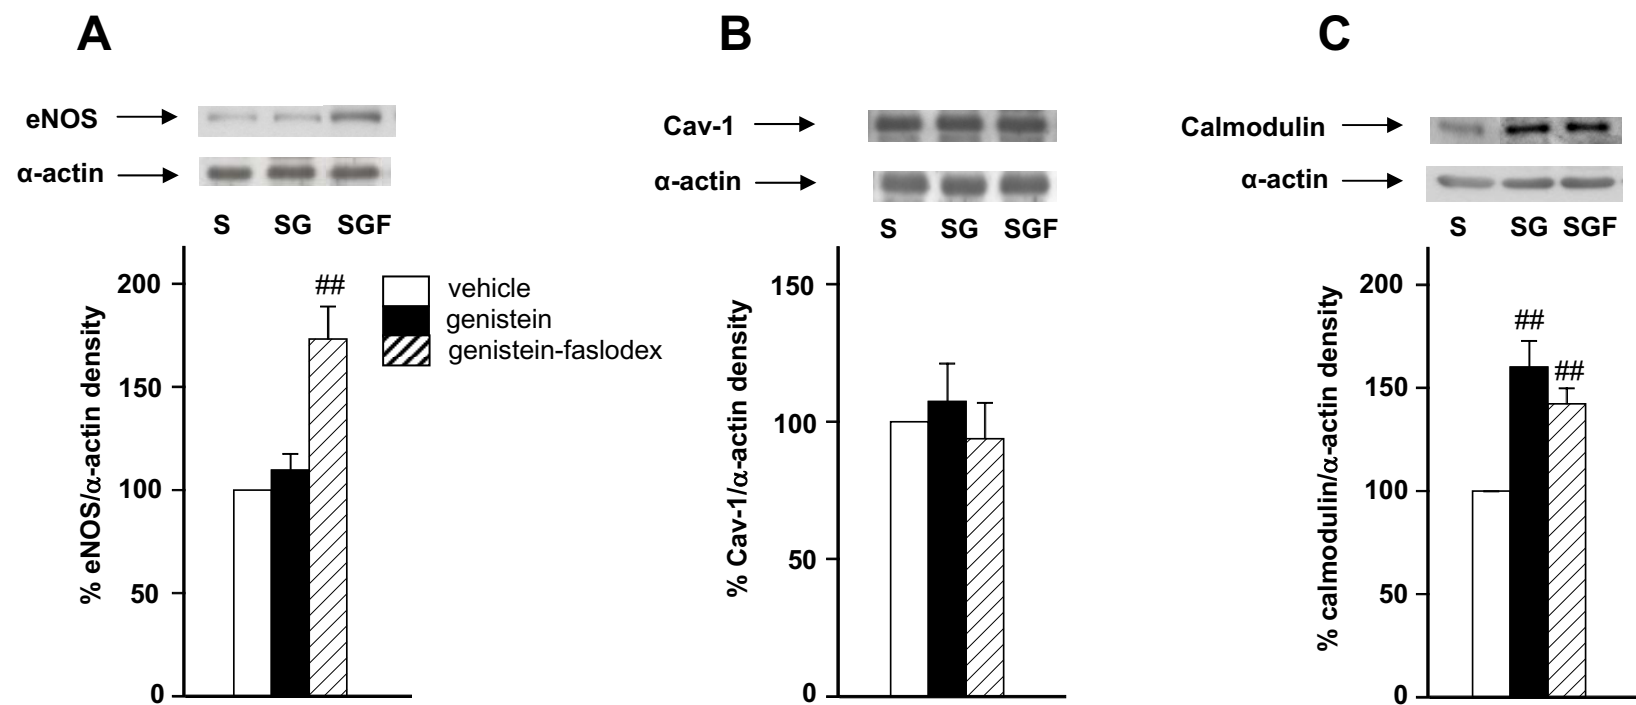 A
eNOS
α-actin
S SG SGF
##
vehicle
genistein
genistein-faslodex
200
150
100
50
0
% eNOS/α-actin density
B
Cav-1
α-actin
S SG SGF
150
100
50
0
% Cav-1/α-actin density
C
Calmodulin
α-actin
S SG SGF
##
##
200
150
100
50
0
% calmodulin/α-actin density